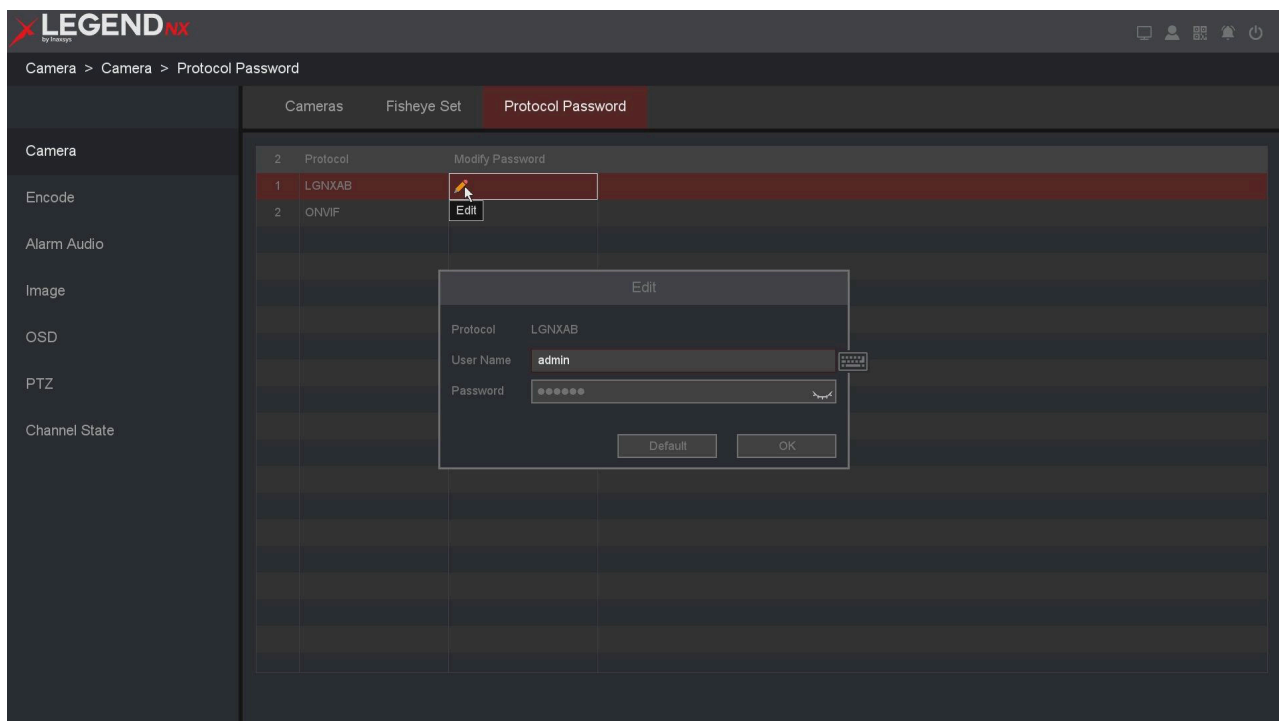 LEGEND NX
by Inaxsys
Camera > Camera > Protocol Password
Cameras Fisheye Set Protocol Password
Camera
Encode
Alarm Audio
Image
OSD
PTZ
Channel State
2 Protocol Modify Password
1 LGNXAB
2 ONVIF
Edit
Edit
Protocol LGNXAB
User Name admin
Password ●●●●●●
Default OK